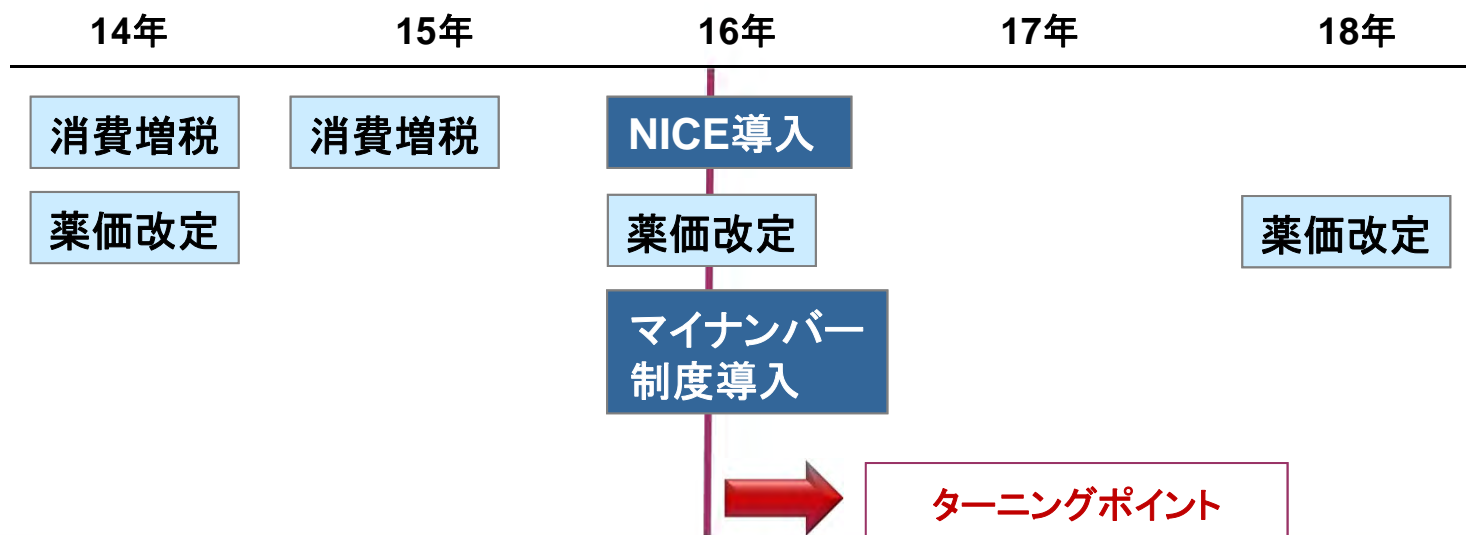 14年 15年 16年 17年 18年
消費増税 消費増税 NICE導入
薬価改定 薬価改定 薬価改定
マイナンバー
制度導入
ターニングポイント